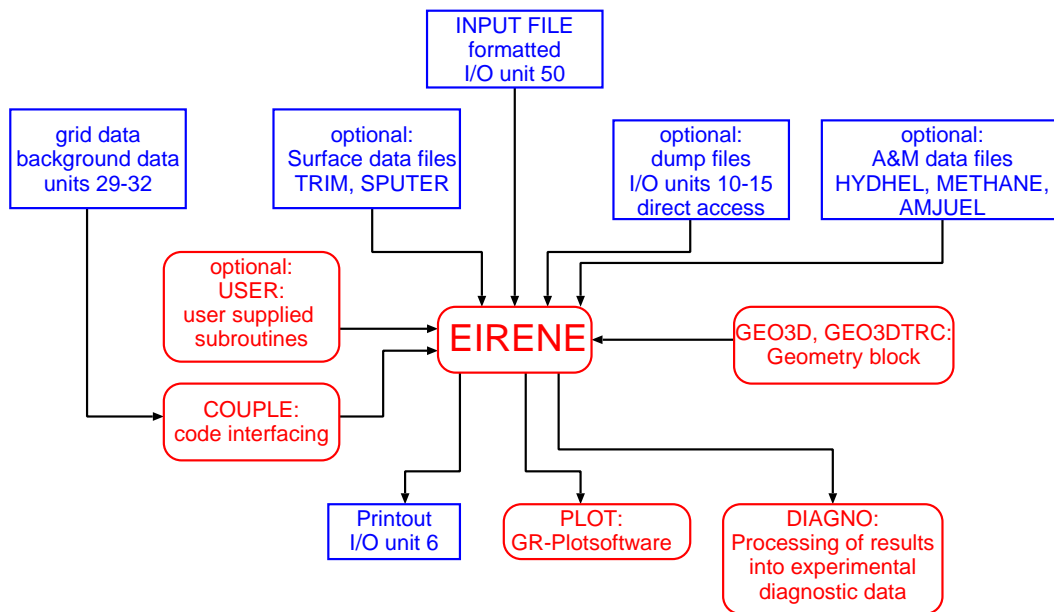 INPUT FILE
formatted
I/O unit 50
grid data
background data
units 29-32
optional:
Surface data files
TRIM, SPUTER
optional:
dump files
I/O units 10-15
direct access
optional:
A&M data files
HYDHEL, METHANE,
AMJUEL
optional:
USER:
user supplied
subroutines
EIRENE
GEO3D, GEO3DTRC:
Geometry block
COUPLE:
code interfacing
Printout
I/O unit 6
PLOT:
GR-Plotsoftware
DIAGNO:
Processing of results
into experimental
diagnostic data